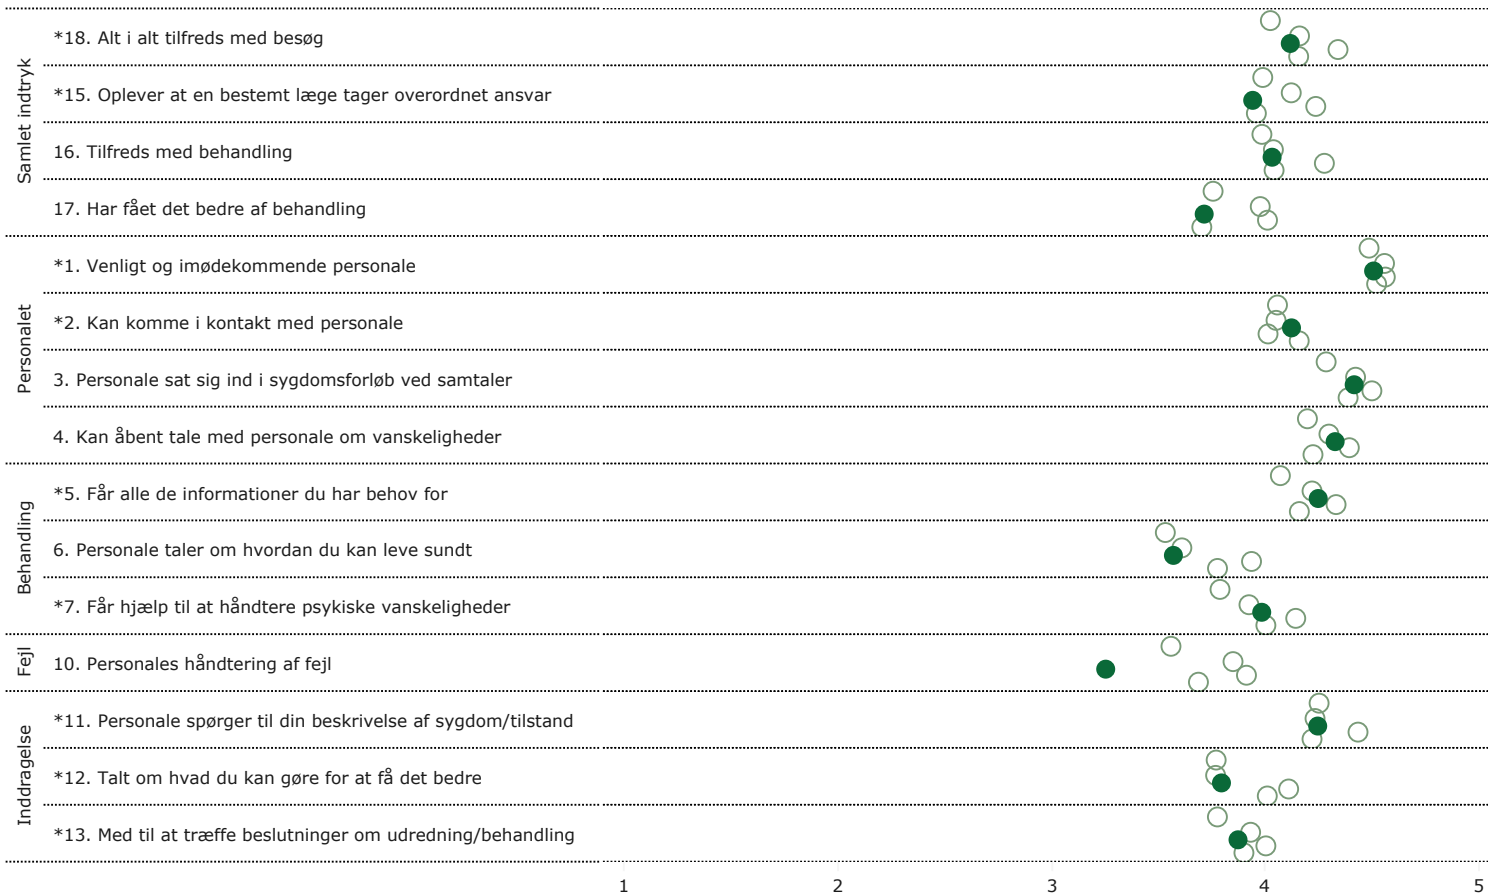 Samlet indtryk
*18. Alt i alt tilfreds med besøg
*15. Oplever at en bestemt læge tager overordnet ansvar
16. Tilfreds med behandling
17. Har fået det bedre af behandling
Personalet
*1. Venligt og imødekommende personale
*2. Kan komme i kontakt med personale
3. Personale sat sig ind i sygdomsforløb ved samtaler
4. Kan åbent tale med personale om vanskeligheder
Behandling
*5. Får alle de informationer du har behov for
6. Personale taler om hvordan du kan leve sundt
*7. Får hjælp til at håndtere psykiske vanskeligheder
Fejl
10. Personales håndtering af fejl
Inddragelse
*11. Personale spørger til din beskrivelse af sygdom/tilstand
*12. Talt om hvad du kan gøre for at få det bedre
*13. Med til at træffe beslutninger om udredning/behandling
1 2 3 4 5